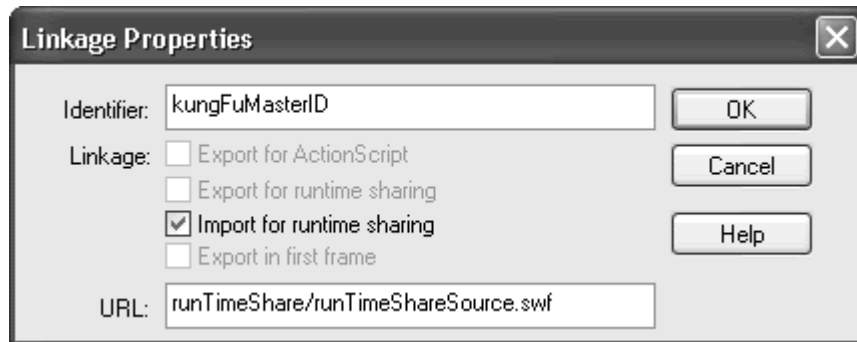 Linkage Properties
Identifier: kungFuMasterID OK
Linkage: Export for ActionScript Cancel
Export for runtime sharing
Import for runtime sharing Help
Export in first frame
URL: runTimeShare/runTimeShareSource.swf